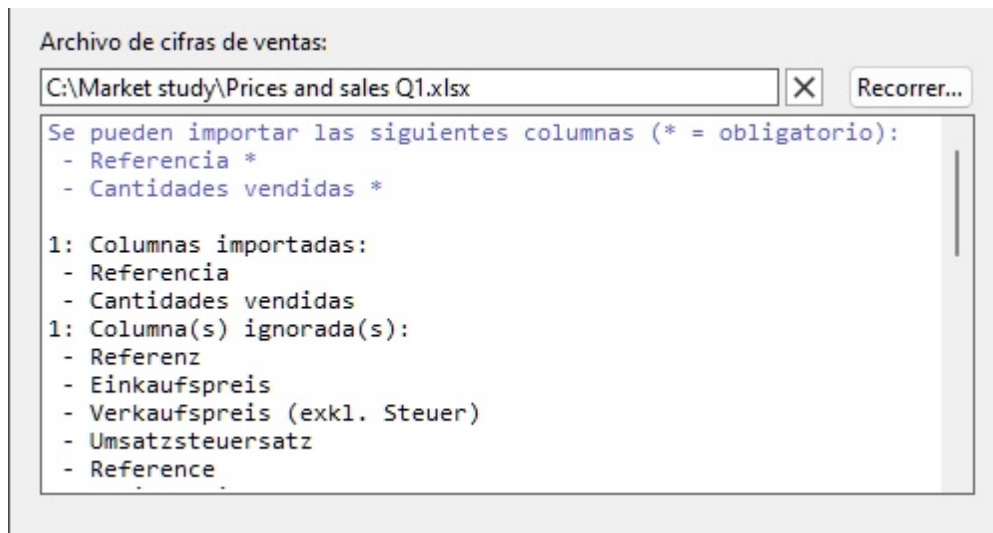 Archivo de cifras de ventas:
C:\Market study\Prices and sales Q1.xlsx
Recorrer...
Se pueden importar las siguientes columnas (* = obligatorio):
- Referencia *
- Cantidades vendidas *
1: Columnas importadas:
- Referencia
- Cantidades vendidas
1: Columna(s) ignorada(s):
- Referenz
- Einkaufspreis
- Verkaufspreis (exkl. Steuer)
- Umsatzsteuersatz
- Reference